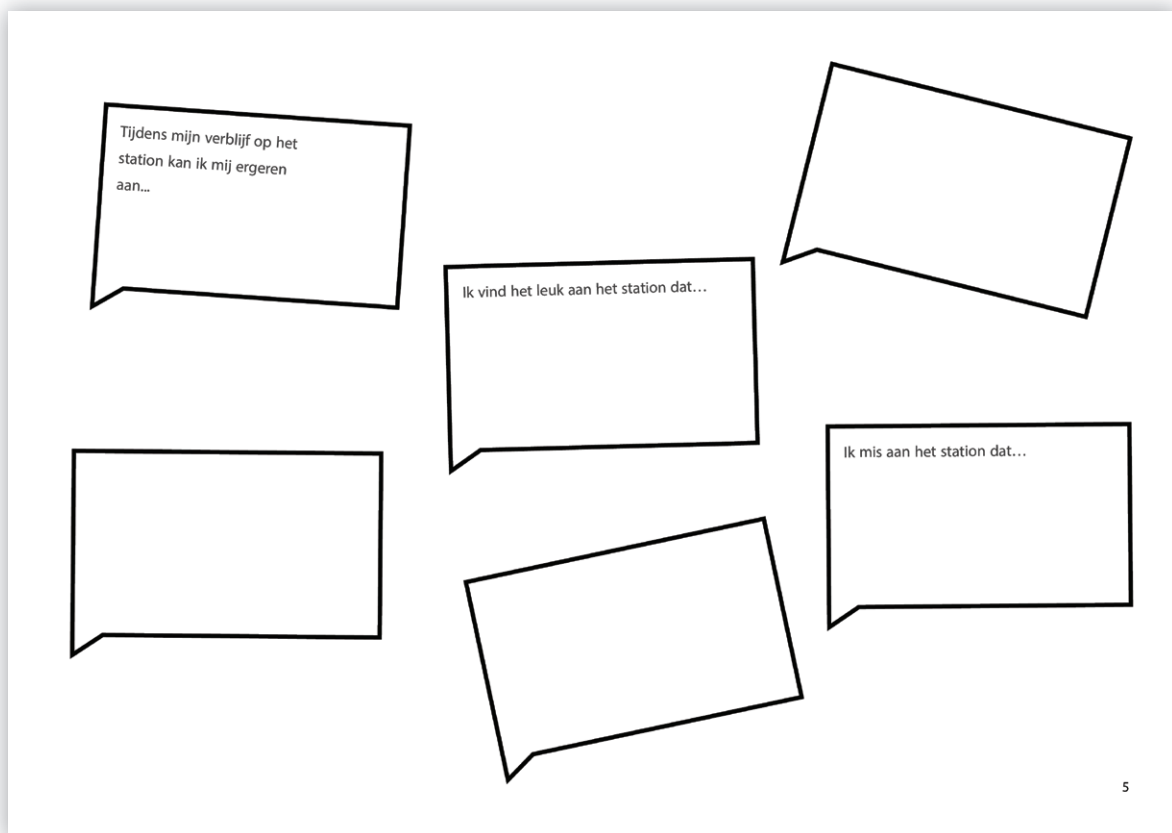 Tijdens mijn verblijf op het
station kan ik mij ergeren
aan...
Ik vind het leuk aan het station dat…
Ik mis aan het station dat…
5